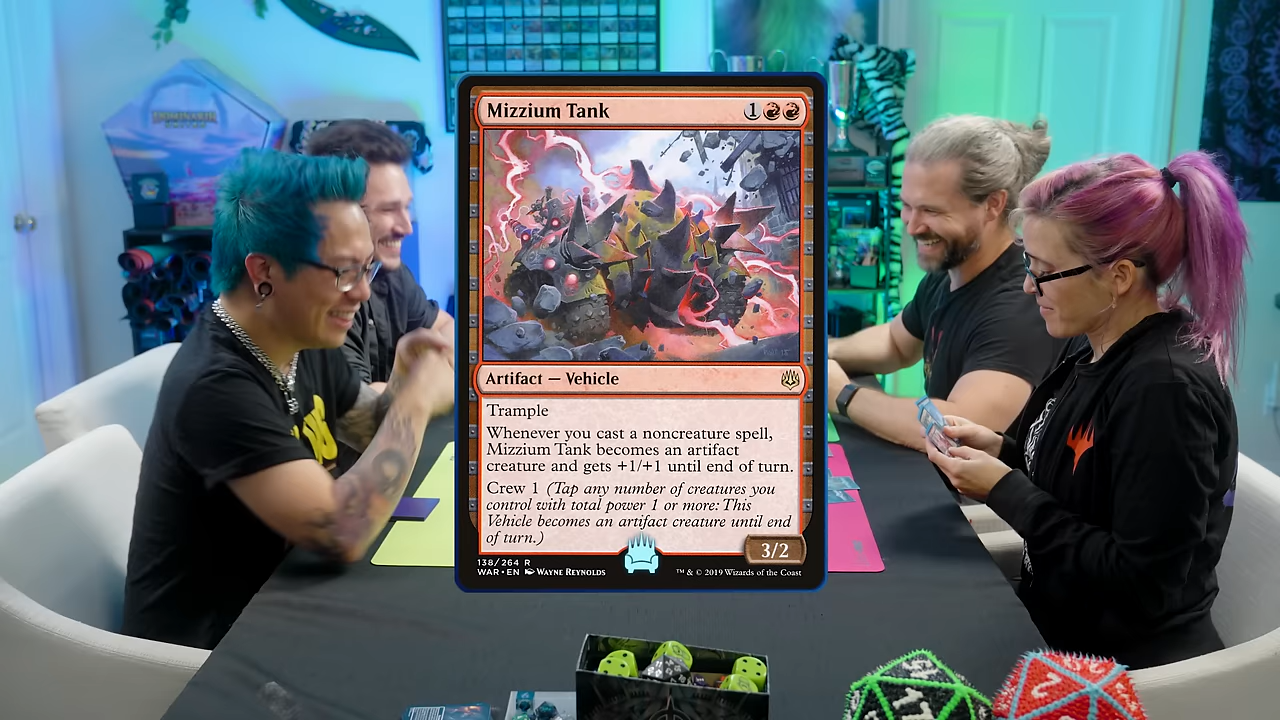 Mizzium Tank 1
Artifact — Vehicle
Trample
Whenever you cast a noncreature spell,
Mizzium Tank becomes an artifact
creature and gets +1/+1 until end of turn.
Crew 1 (Tap any number of creatures you
control with total power 1 or more: This
Vehicle becomes an artifact creature until end
of turn.)
3/2
138/264 R
WAR • EN Wayne Reynolds
™ & © 2019 Wizards of the Coast